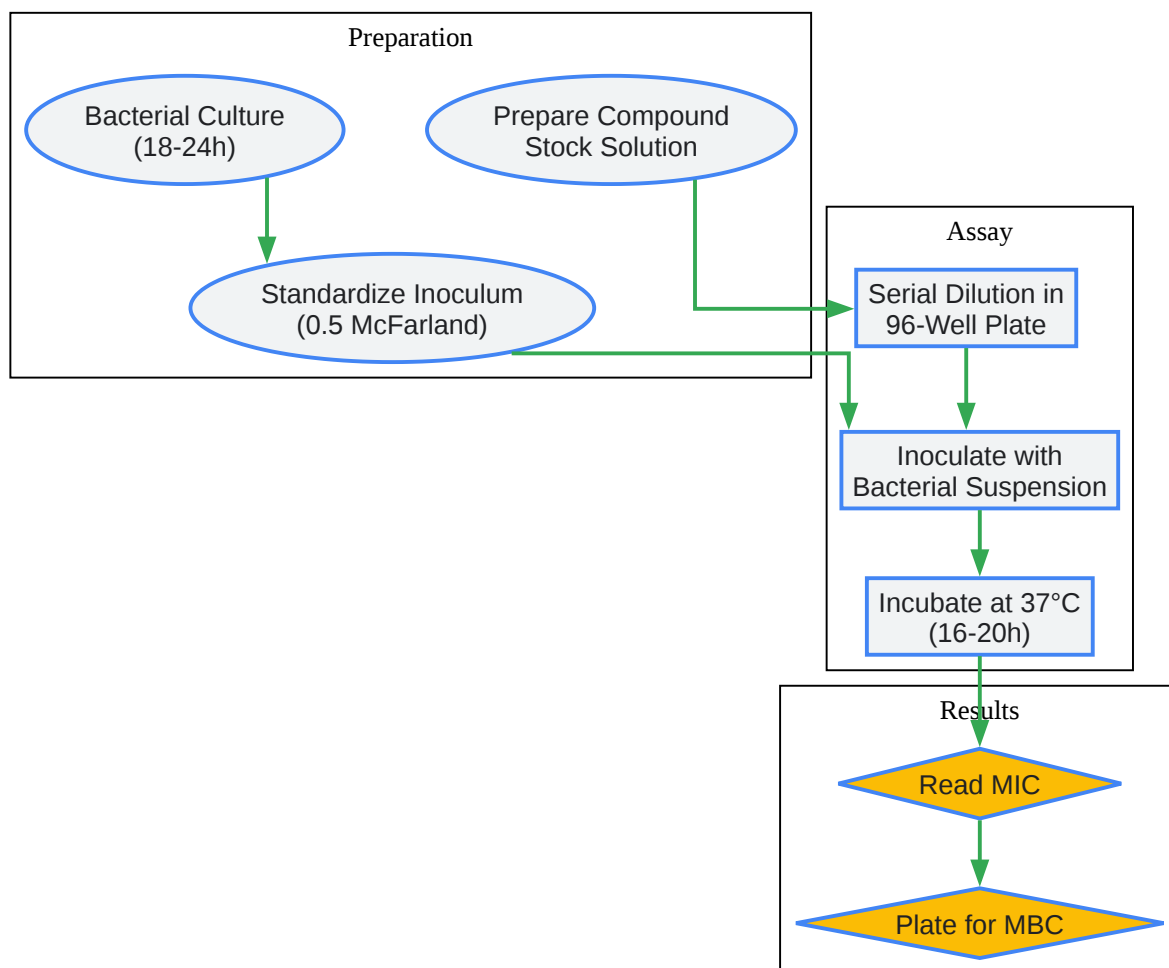 Preparation
Bacterial Culture
(18-24h)
Prepare Compound
Stock Solution
Standardize Inoculum
(0.5 McFarland)
Assay
Serial Dilution in
96-Well Plate
Inoculate with
Bacterial Suspension
Incubate at 37°C
(16-20h)
Results
Read MIC
Plate for MBC